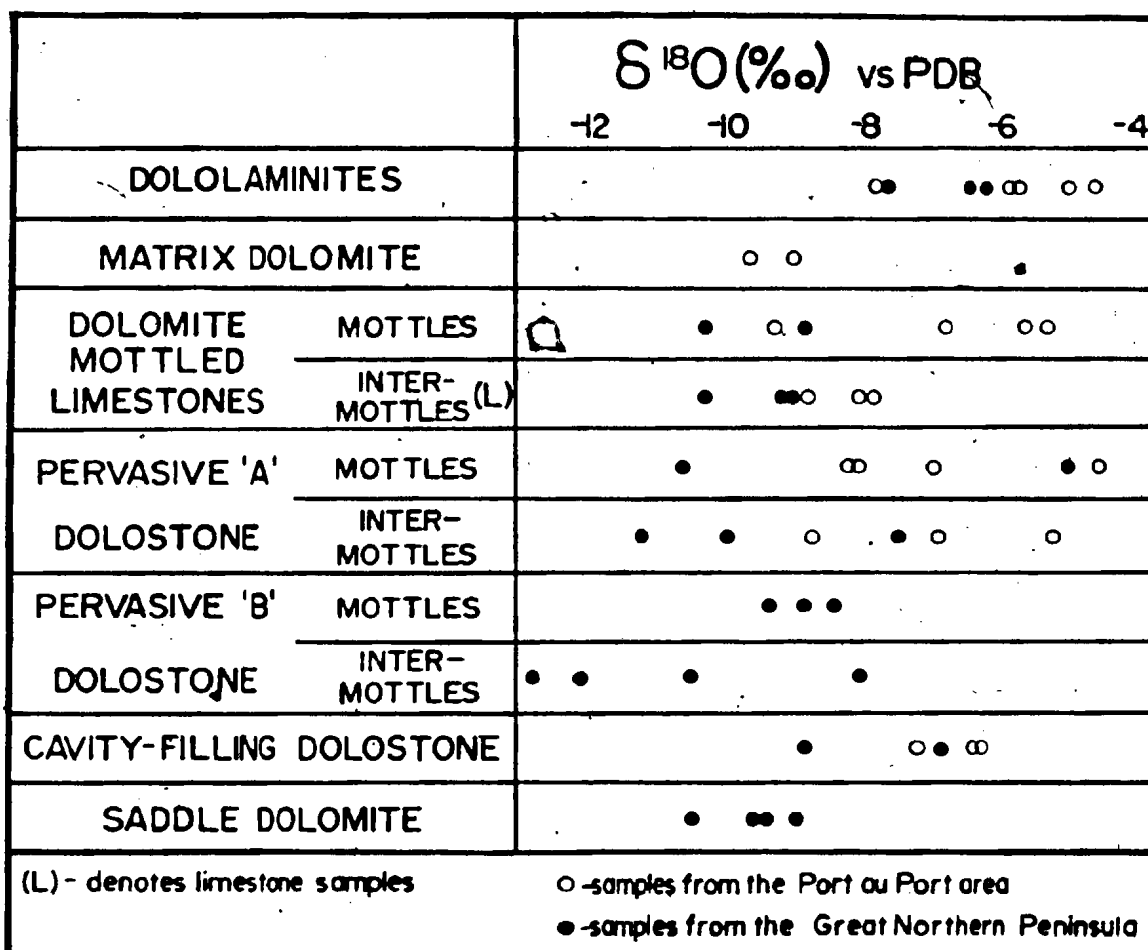 δ ¹⁸O (‰) vs PDB
-12 -10 -8 -6 -4
DOLOLAMINITES
MATRIX DOLOMITE
DOLOMITE MOTTLED LIMESTONES
MOTTLES
INTER-
MOTTLES (L)
PERVASIVE 'A'
DOLOSTONE
MOTTLES
INTER-
MOTTLES
PERVASIVE 'B'
DOLOSTONE
MOTTLES
INTER-
MOTTLES
CAVITY-FILLING DOLOSTONE
SADDLE DOLOMITE
(L) - denotes limestone samples
○ -samples from the Port au Port area
● -samples from the Great Northern Peninsula